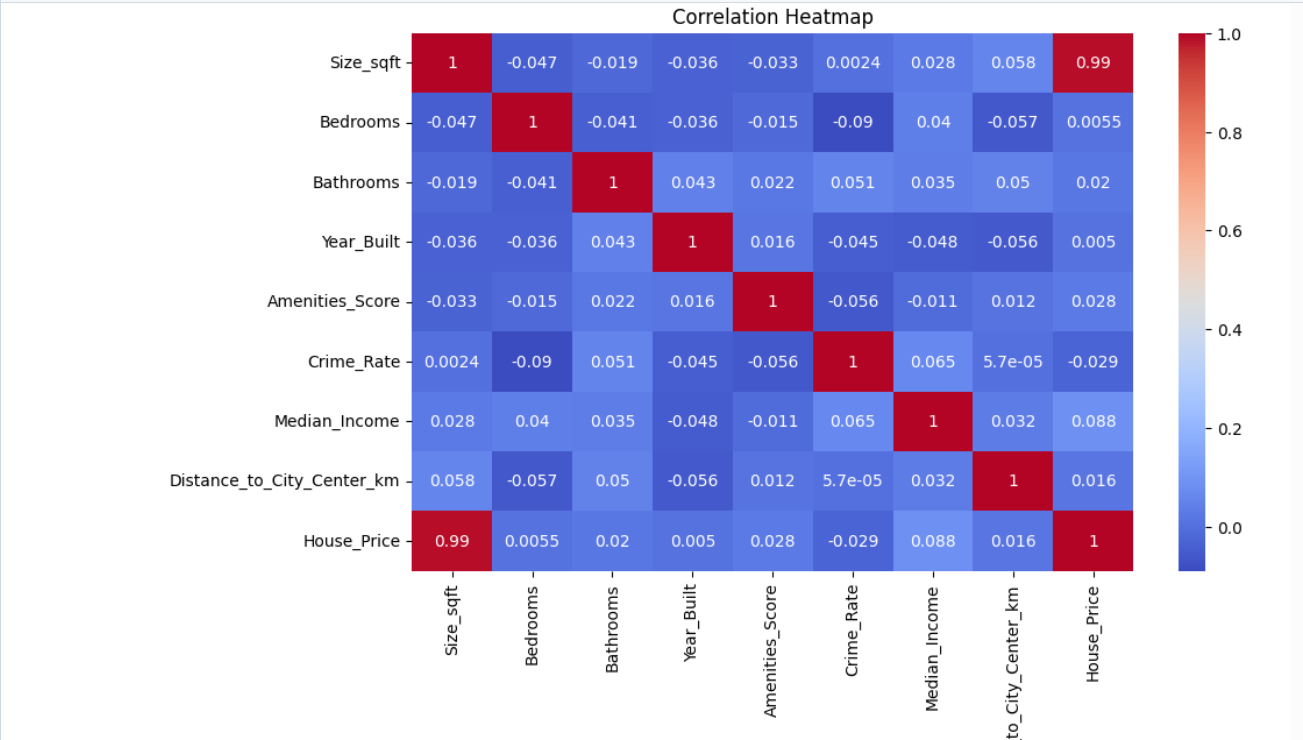 Correlation Heatmap
Size_sqft 1 -0.047 -0.019 -0.036 -0.033 0.0024 0.028 0.058 0.99
Bedrooms -0.047 1 -0.041 -0.036 -0.015 -0.09 0.04 -0.057 0.0055
Bathrooms -0.019 -0.041 1 0.043 0.022 0.051 0.035 0.05 0.02
Year_Built -0.036 -0.036 0.043 1 0.016 -0.045 -0.048 -0.056 0.005
Amenities_Score -0.033 -0.015 0.022 0.016 1 -0.056 -0.011 0.012 0.028
Crime_Rate 0.0024 -0.09 0.051 -0.045 -0.056 1 0.065 5.7e-05 -0.029
Median_Income 0.028 0.04 0.035 -0.048 -0.011 0.065 1 0.032 0.088
Distance_to_City_Center_km 0.058 -0.057 0.05 -0.056 0.012 5.7e-05 0.032 1 0.016
House_Price 0.99 0.0055 0.02 0.005 0.028 -0.029 0.088 0.016 1
Size_sqft
Bedrooms
Bathrooms
Year_Built
Amenities_Score
Crime_Rate
Median_Income
to_City_Center_km
House_Price
1.0
0.8
0.6
0.4
0.2
0.0